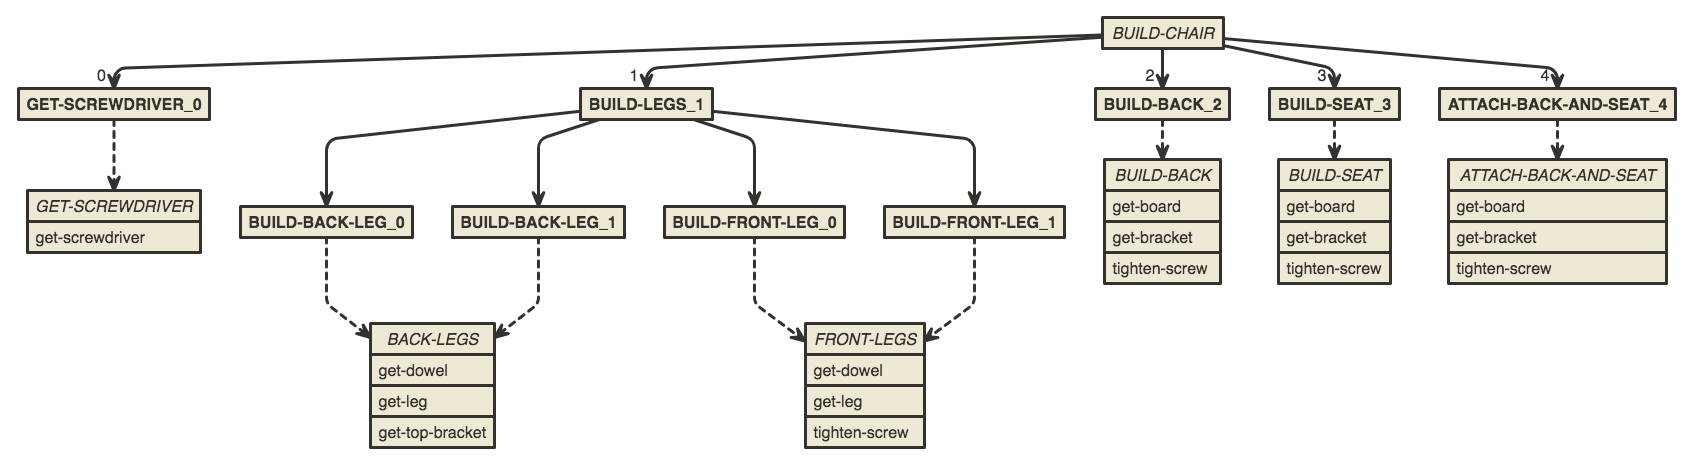 BUILD-CHAIR
0
1
2
3
4
GET-SCREWDRIVER_0
BUILD-LEGS_1
BUILD-BACK_2
BUILD-SEAT_3
ATTACH-BACK-AND-SEAT_4
GET-SCREWDRIVER
get-screwdriver
BUILD-BACK-LEG_0
BUILD-BACK-LEG_1
BUILD-FRONT-LEG_0
BUILD-FRONT-LEG_1
BUILD-BACK
get-board
get-bracket
tighten-screw
BUILD-SEAT
get-board
get-bracket
tighten-screw
ATTACH-BACK-AND-SEAT
get-board
get-bracket
tighten-screw
BACK-LEGS
get-dowel
get-leg
get-top-bracket
FRONT-LEGS
get-dowel
get-leg
tighten-screw